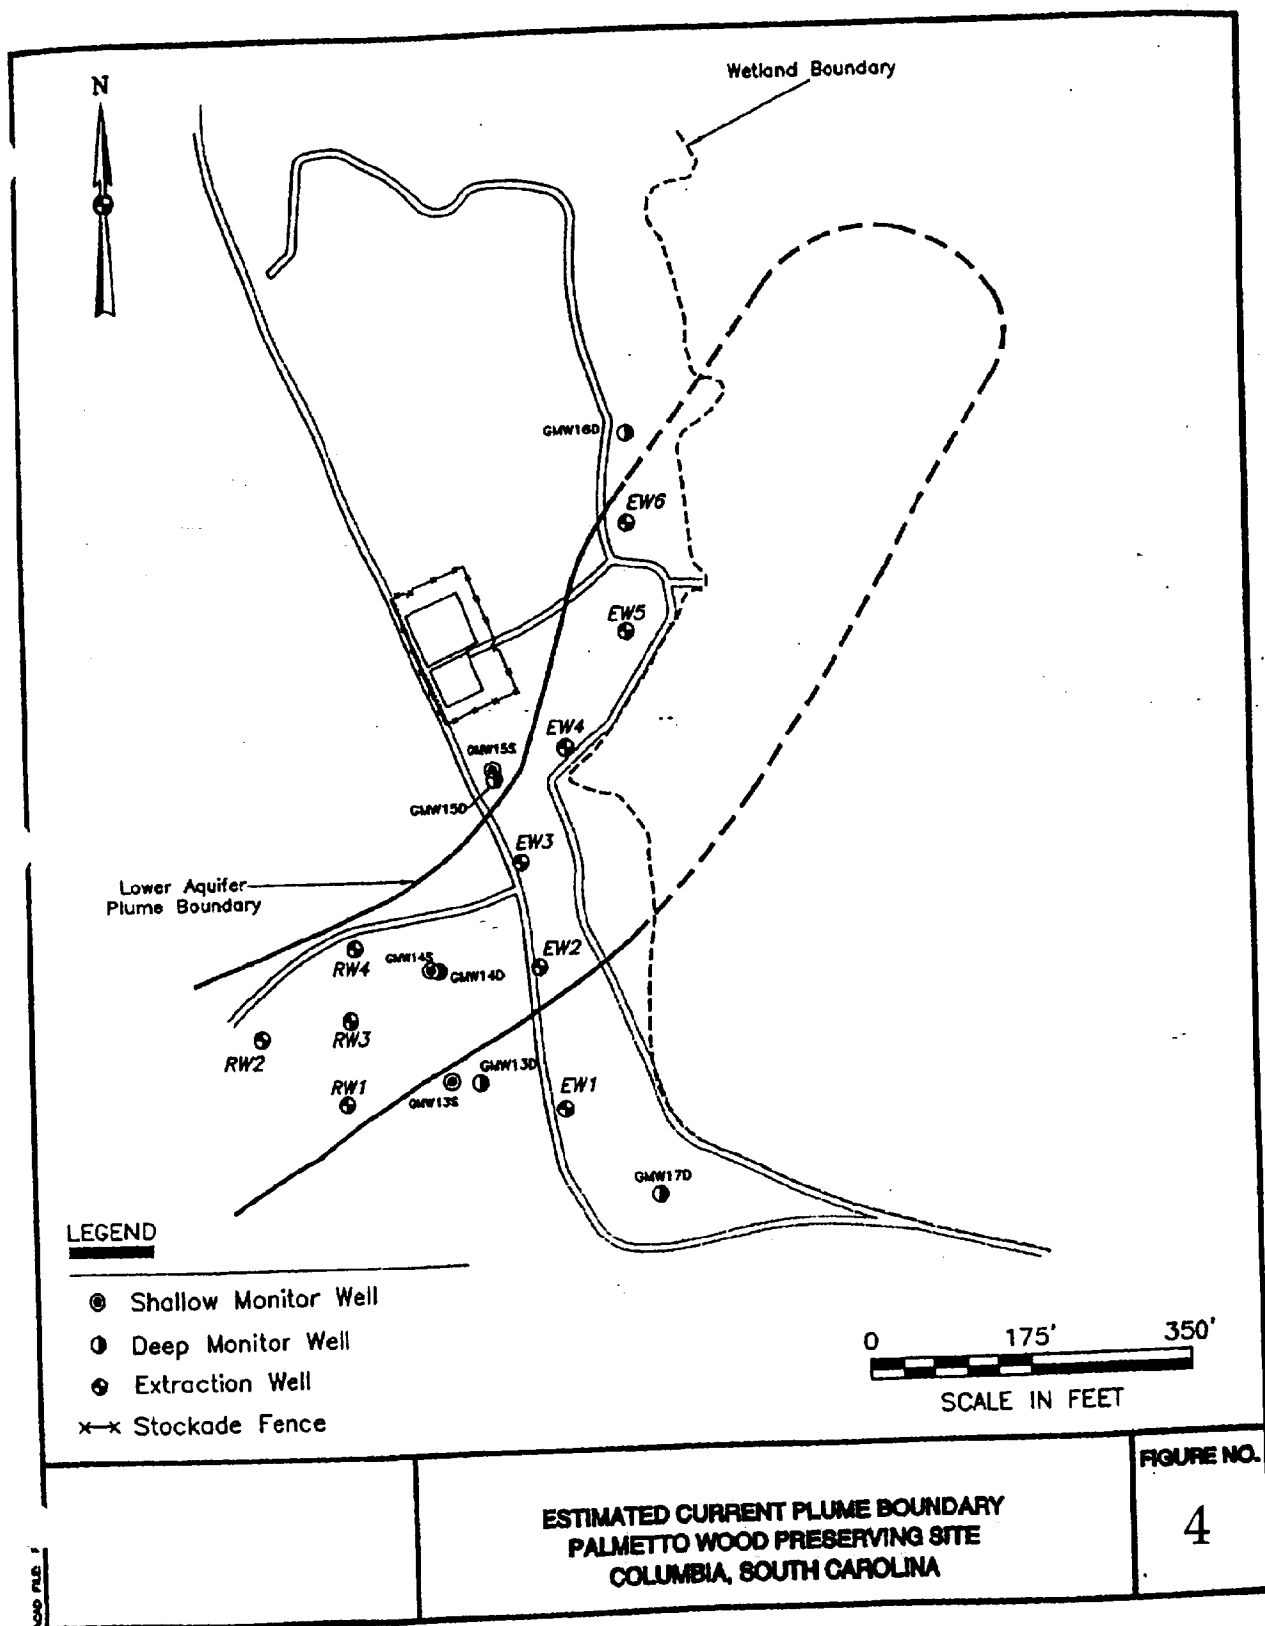 Wetland Boundary
N
GMW16D
EW6
EW5
EW4
GMW15S
GMW15D
EW3
Lower Aquifer
Plume Boundary
EW2
RW4
GMW14S
GMW14D
RW3
RW2
GMW13D
RW1
EW1
GMW13S
GMW17D
LEGEND
Shallow Monitor Well
Deep Monitor Well
Extraction Well
Stockade Fence
0 175' 350'
SCALE IN FEET
FIGURE NO.
4
ESTIMATED CURRENT PLUME BOUNDARY
PALMETTO WOOD PRESERVING SITE
COLUMBIA, SOUTH CAROLINA